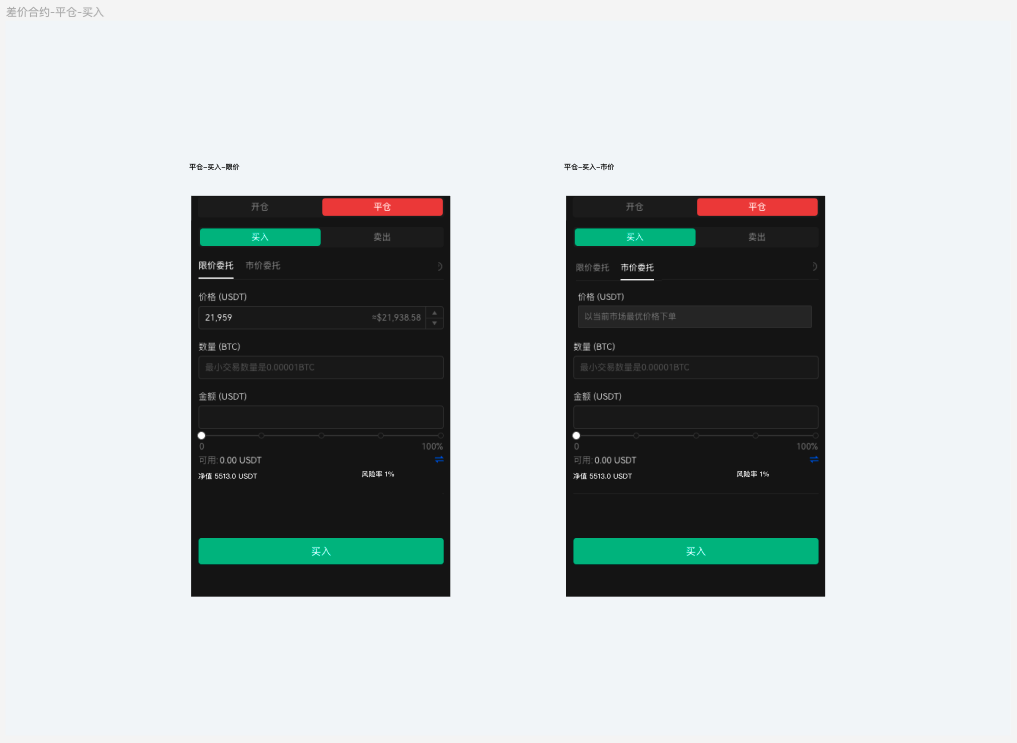 差价合约-平仓-买入
平仓-买入-限价
开仓 平仓
买入 卖出
限价委托 市价委托
价格 (USDT)
21,959 ≈$21,938.58
数量 (BTC)
最小交易数量是0.00001BTC
金额 (USDT)
0 100%
可用: 0.00 USDT
净值 5513.0 USDT 风险率 1%
买入
平仓-买入-市价
开仓 平仓
买入 卖出
限价委托 市价委托
价格 (USDT)
以当前市场最优价格下单
数量 (BTC)
最小交易数量是0.00001BTC
金额 (USDT)
0 100%
可用: 0.00 USDT
净值 5513.0 USDT 风险率 1%
买入